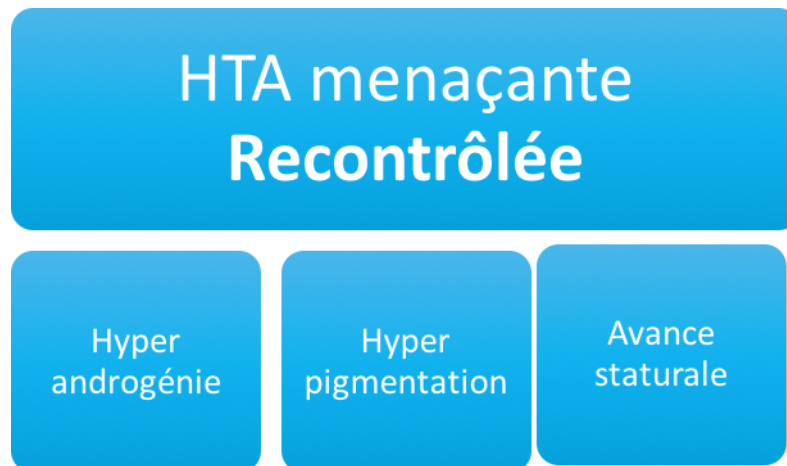 HTA menaçante
Recontrôlée
Hyper
androgénie
Hyper
pigmentation
Avance
staturale